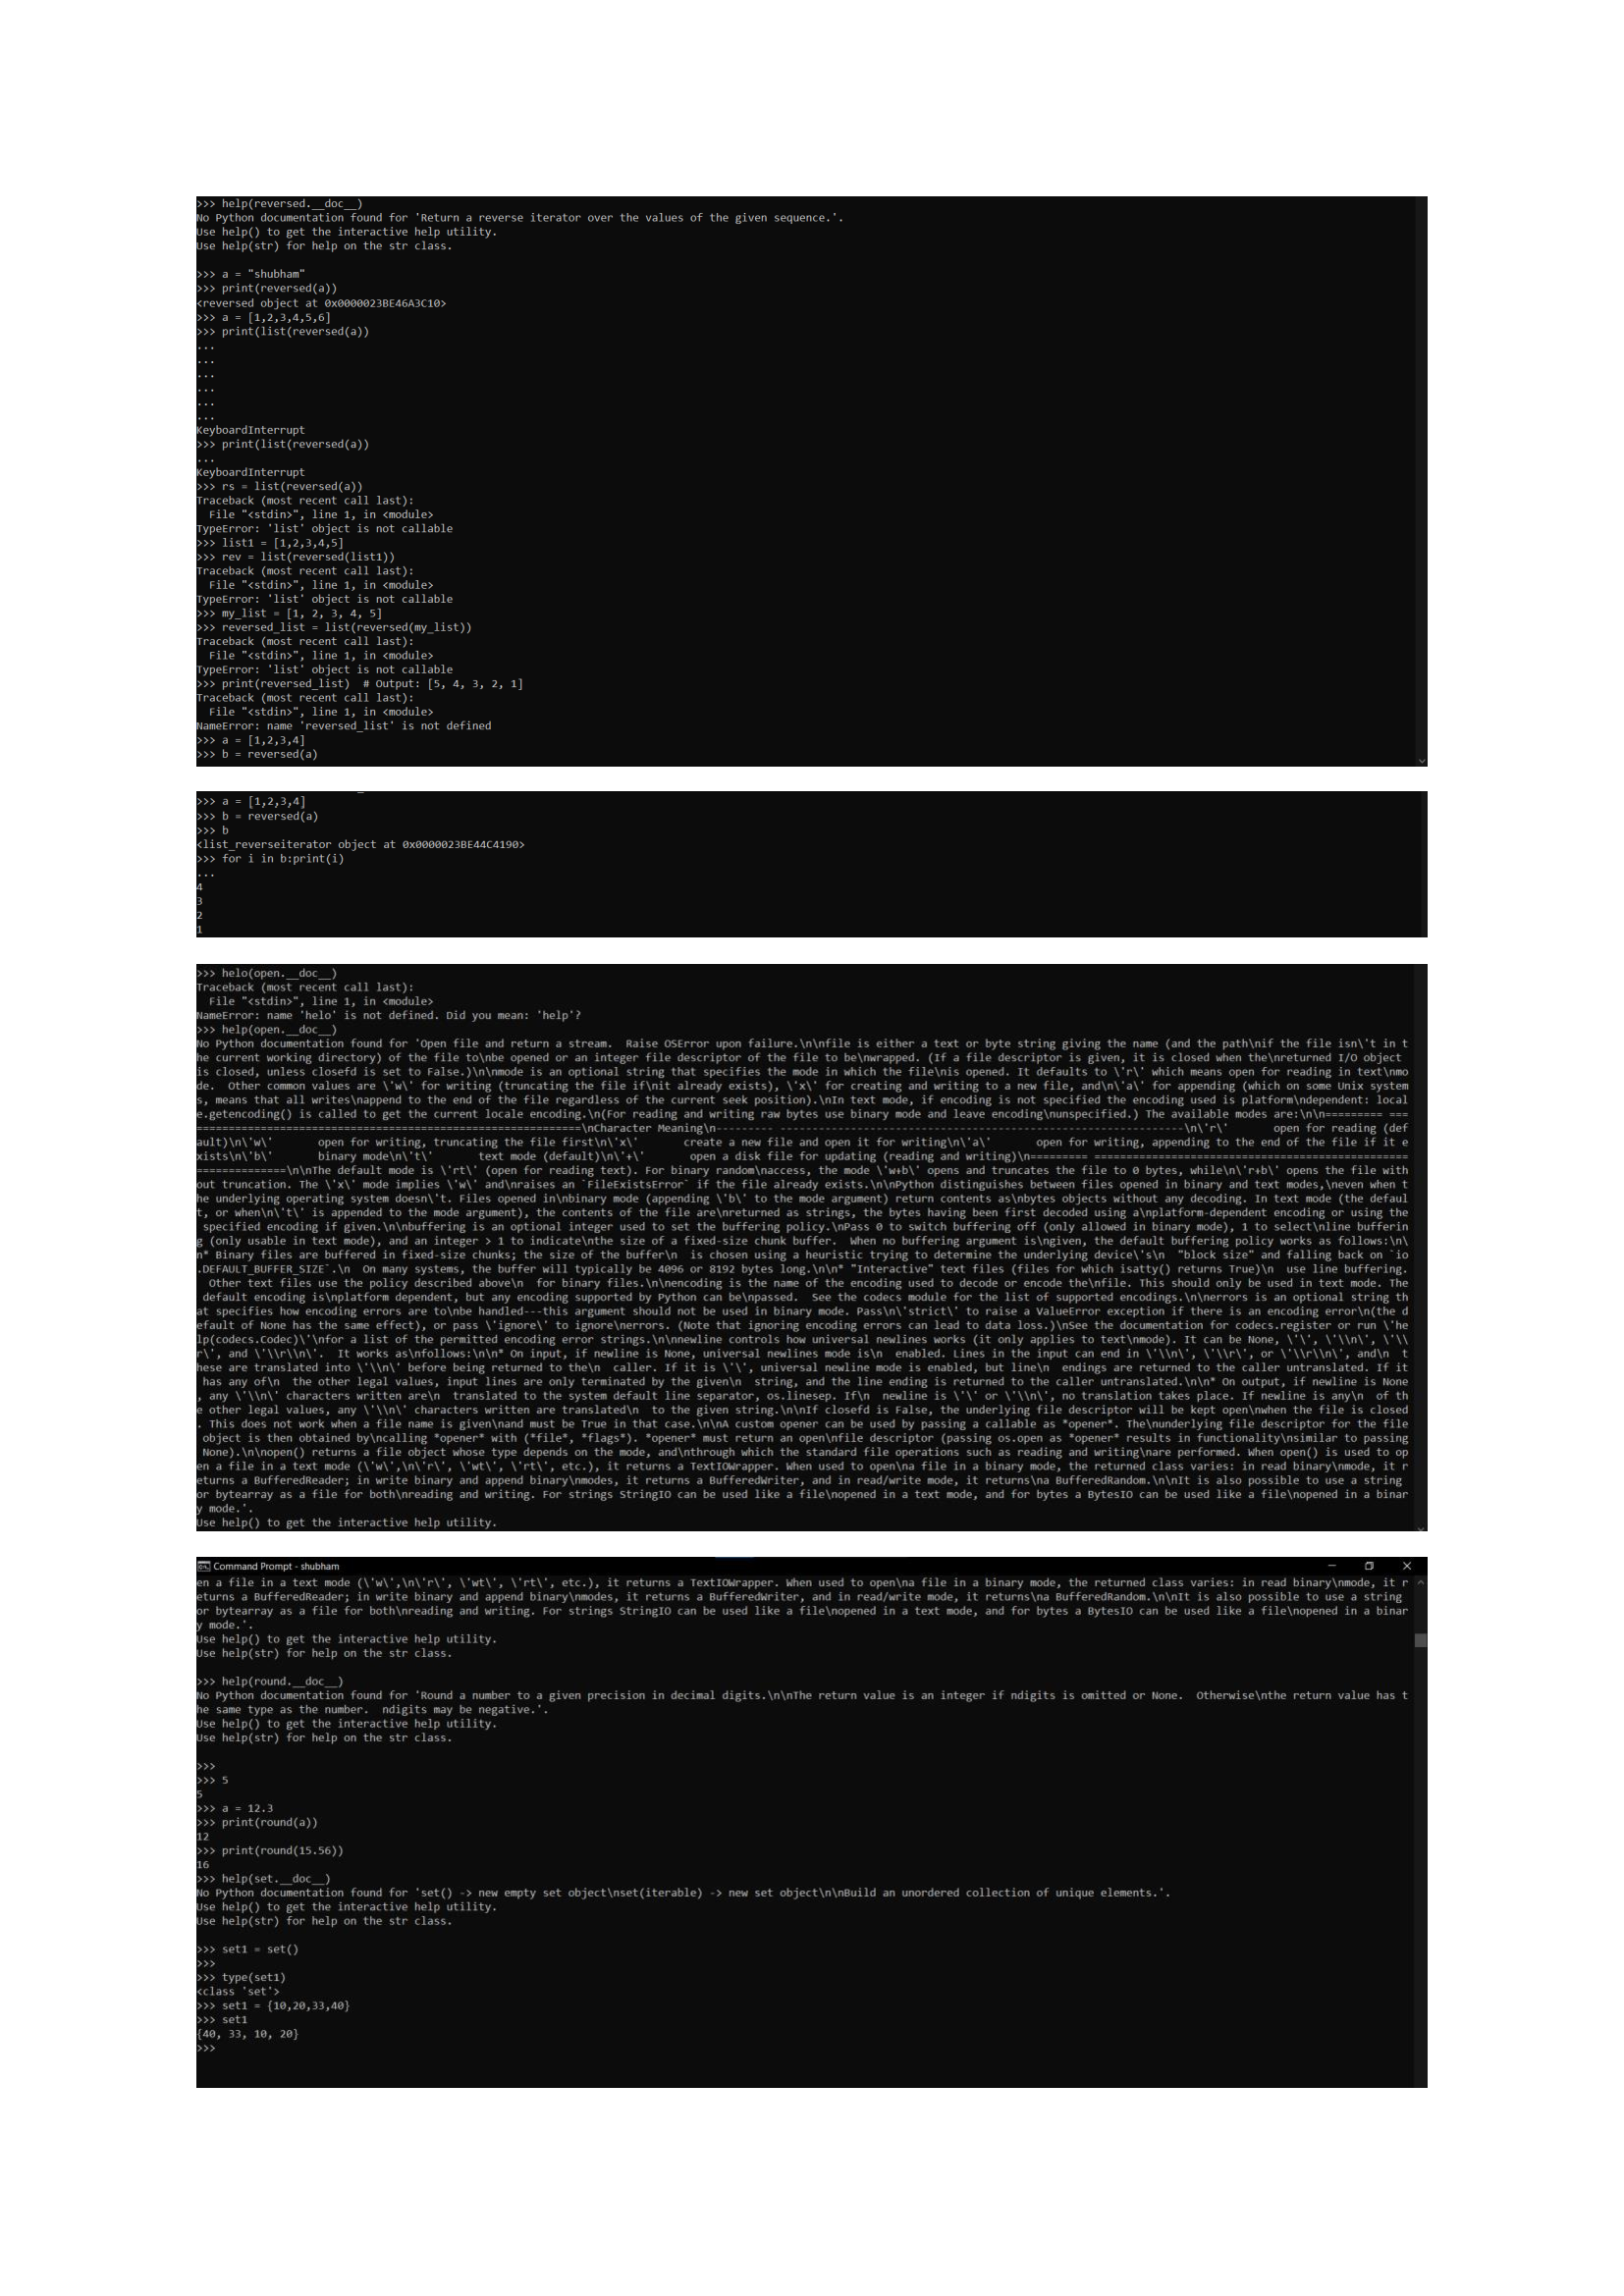 >>> help(reversed.__doc__)
No Python documentation found for 'Return a reverse iterator over the values of the given sequence.'.
Use help() to get the interactive help utility.
Use help(str) for help on the str class.
>>> a = "shubham"
>>> print(reversed(a))
<reversed object at 0x0000023BE46A3C10>
>>> a = [1,2,3,4,5,6]
>>> print(list(reversed(a))
...
...
...
...
...
...
KeyboardInterrupt
>>> print(list(reversed(a))
...
KeyboardInterrupt
>>> rs = list(reversed(a))
Traceback (most recent call last):
  File "<stdin>", line 1, in <module>
TypeError: 'list' object is not callable
>>> list1 = [1,2,3,4,5]
>>> rev = list(reversed(list1))
Traceback (most recent call last):
  File "<stdin>", line 1, in <module>
TypeError: 'list' object is not callable
>>> my_list = [1, 2, 3, 4, 5]
>>> reversed_list = list(reversed(my_list))
Traceback (most recent call last):
  File "<stdin>", line 1, in <module>
TypeError: 'list' object is not callable
>>> print(reversed_list)  # Output: [5, 4, 3, 2, 1]
Traceback (most recent call last):
  File "<stdin>", line 1, in <module>
NameError: name 'reversed_list' is not defined
>>> a = [1,2,3,4]
>>> b = reversed(a)
>>> a = [1,2,3,4]
>>> b = reversed(a)
>>> b
<list_reverseiterator object at 0x0000023BE44C4190>
>>> for i in b:print(i)
...
4
3
2
1
>>> helo(open.__doc__)
Traceback (most recent call last):
  File "<stdin>", line 1, in <module>
NameError: name 'helo' is not defined. Did you mean: 'help'?
>>> help(open.__doc__)
No Python documentation found for 'Open file and return a stream.  Raise OSError upon failure.\n\nfile is either a text or byte string giving the name (and the path\nif the file isn\'t in t
he current working directory) of the file to\nbe opened or an integer file descriptor of the file to be\nwrapped. (If a file descriptor is given, it is closed when the\nreturned I/O object
is closed, unless closefd is set to False.)\n\nmode is an optional string that specifies the mode in which the file\nis opened. It defaults to \'r\' which means open for reading in text\nmo
de.  Other common values are \'w\' for writing (truncating the file if\nit already exists), \'x\' for creating and writing to a new file, and\n\'a\' for appending (which on some Unix system
s, means that all writes\nappend to the end of the file regardless of the current seek position).\nIn text mode, if encoding is not specified the encoding used is platform\ndependent: local
e.getencoding() is called to get the current locale encoding.\n(For reading and writing raw bytes use binary mode and leave encoding\nunspecified.) The available modes are:\n\n========= ===
============================================================\nCharacter Meaning\n--------- ---------------------------------------------------------------\n\'r\'       open for reading (def
ault)\n\'w\'       open for writing, truncating the file first\n\'x\'       create a new file and open it for writing\n\'a\'       open for writing, appending to the end of the file if it e
xists\n\'b\'       binary mode\n\'t\'       text mode (default)\n\'+\'       open a disk file for updating (reading and writing)\n========= =================================================
==============\n\nThe default mode is \'rt\' (open for reading text). For binary random\naccess, the mode \'w+b\' opens and truncates the file to 0 bytes, while\n\'r+b\' opens the file with
out truncation. The \'x\' mode implies \'w\' and\nraises an `FileExistsError` if the file already exists.\n\nPython distinguishes between files opened in binary and text modes,\neven when t
he underlying operating system doesn\'t. Files opened in\nbinary mode (appending \'b\' to the mode argument) return contents as\nbytes objects without any decoding. In text mode (the defaul
t, or when\n\'t\' is appended to the mode argument), the contents of the file are\nreturned as strings, the bytes having been first decoded using a\nplatform-dependent encoding or using the
 specified encoding if given.\n\nbuffering is an optional integer used to set the buffering policy.\nPass 0 to switch buffering off (only allowed in binary mode), 1 to select\nline bufferin
g (only usable in text mode), and an integer > 1 to indicate\nthe size of a fixed-size chunk buffer.  When no buffering argument is\ngiven, the default buffering policy works as follows:\n\
n* Binary files are buffered in fixed-size chunks; the size of the buffer\n  is chosen using a heuristic trying to determine the underlying device\'s\n  "block size" and falling back on `io
.DEFAULT_BUFFER_SIZE`.\n  On many systems, the buffer will typically be 4096 or 8192 bytes long.\n\n* "Interactive" text files (files for which isatty() returns True)\n  use line buffering.
  Other text files use the policy described above\n  for binary files.\n\nencoding is the name of the encoding used to decode or encode the\nfile. This should only be used in text mode. The
 default encoding is\nplatform dependent, but any encoding supported by Python can be\npassed.  See the codecs module for the list of supported encodings.\n\nerrors is an optional string th
at specifies how encoding errors are to\nbe handled---this argument should not be used in binary mode. Pass\n\'strict\' to raise a ValueError exception if there is an encoding error\n(the d
efault of None has the same effect), or pass \'ignore\' to ignore\nerrors. (Note that ignoring encoding errors can lead to data loss.)\nSee the documentation for codecs.register or run \'he
lp(codecs.Codec)\'\nfor a list of the permitted encoding error strings.\n\nnewline controls how universal newlines works (it only applies to text\nmode). It can be None, \'\', \'\\n\', \'\\
r\', and \'\\r\\n\'.  It works as\nfollows:\n\n* On input, if newline is None, universal newlines mode is\n  enabled. Lines in the input can end in \'\\n\', \'\\r\', or \'\\r\\n\', and\n  t
hese are translated into \'\\n\' before being returned to the\n  caller. If it is \'\', universal newline mode is enabled, but line\n  endings are returned to the caller untranslated. If it
 has any of\n  the other legal values, input lines are only terminated by the given\n  string, and the line ending is returned to the caller untranslated.\n\n* On output, if newline is None
, any \'\\n\' characters written are\n  translated to the system default line separator, os.linesep. If\n  newline is \'\' or \'\\n\', no translation takes place. If newline is any\n  of th
e other legal values, any \'\\n\' characters written are translated\n  to the given string.\n\nIf closefd is False, the underlying file descriptor will be kept open\nwhen the file is closed
. This does not work when a file name is given\nand must be True in that case.\n\nA custom opener can be used by passing a callable as *opener*. The\nunderlying file descriptor for the file
 object is then obtained by\ncalling *opener* with (*file*, *flags*). *opener* must return an open\nfile descriptor (passing os.open as *opener* results in functionality\nsimilar to passing
 None).\n\nopen() returns a file object whose type depends on the mode, and\nthrough which the standard file operations such as reading and writing\nare performed. When open() is used to op
en a file in a text mode (\'w\',\n\'r\', \'wt\', \'rt\', etc.), it returns a TextIOWrapper. When used to open\na file in a binary mode, the returned class varies: in read binary\nmode, it r
eturns a BufferedReader; in write binary and append binary\nmodes, it returns a BufferedWriter, and in read/write mode, it returns\na BufferedRandom.\n\nIt is also possible to use a string
or bytearray as a file for both\nreading and writing. For strings StringIO can be used like a file\nopened in a text mode, and for bytes a BytesIO can be used like a file\nopened in a binar
y mode.'.
Use help() to get the interactive help utility.
Command Prompt - shubham
en a file in a text mode (\'w\',\n\'r\', \'wt\', \'rt\', etc.), it returns a TextIOWrapper. When used to open\na file in a binary mode, the returned class varies: in read binary\nmode, it r
eturns a BufferedReader; in write binary and append binary\nmodes, it returns a BufferedWriter, and in read/write mode, it returns\na BufferedRandom.\n\nIt is also possible to use a string
or bytearray as a file for both\nreading and writing. For strings StringIO can be used like a file\nopened in a text mode, and for bytes a BytesIO can be used like a file\nopened in a binar
y mode.'.
Use help() to get the interactive help utility.
Use help(str) for help on the str class.
>>> help(round.__doc__)
No Python documentation found for 'Round a number to a given precision in decimal digits.\n\nThe return value is an integer if ndigits is omitted or None.  Otherwise\nthe return value has t
he same type as the number.  ndigits may be negative.'.
Use help() to get the interactive help utility.
Use help(str) for help on the str class.
>>>
>>> 5
5
>>> a = 12.3
>>> print(round(a))
12
>>> print(round(15.56))
16
>>> help(set.__doc__)
No Python documentation found for 'set() -> new empty set object\nset(iterable) -> new set object\n\nBuild an unordered collection of unique elements.'.
Use help() to get the interactive help utility.
Use help(str) for help on the str class.
>>> set1 = set()
>>>
>>> type(set1)
<class 'set'>
>>> set1 = {10,20,33,40}
>>> set1
{40, 33, 10, 20}
>>>